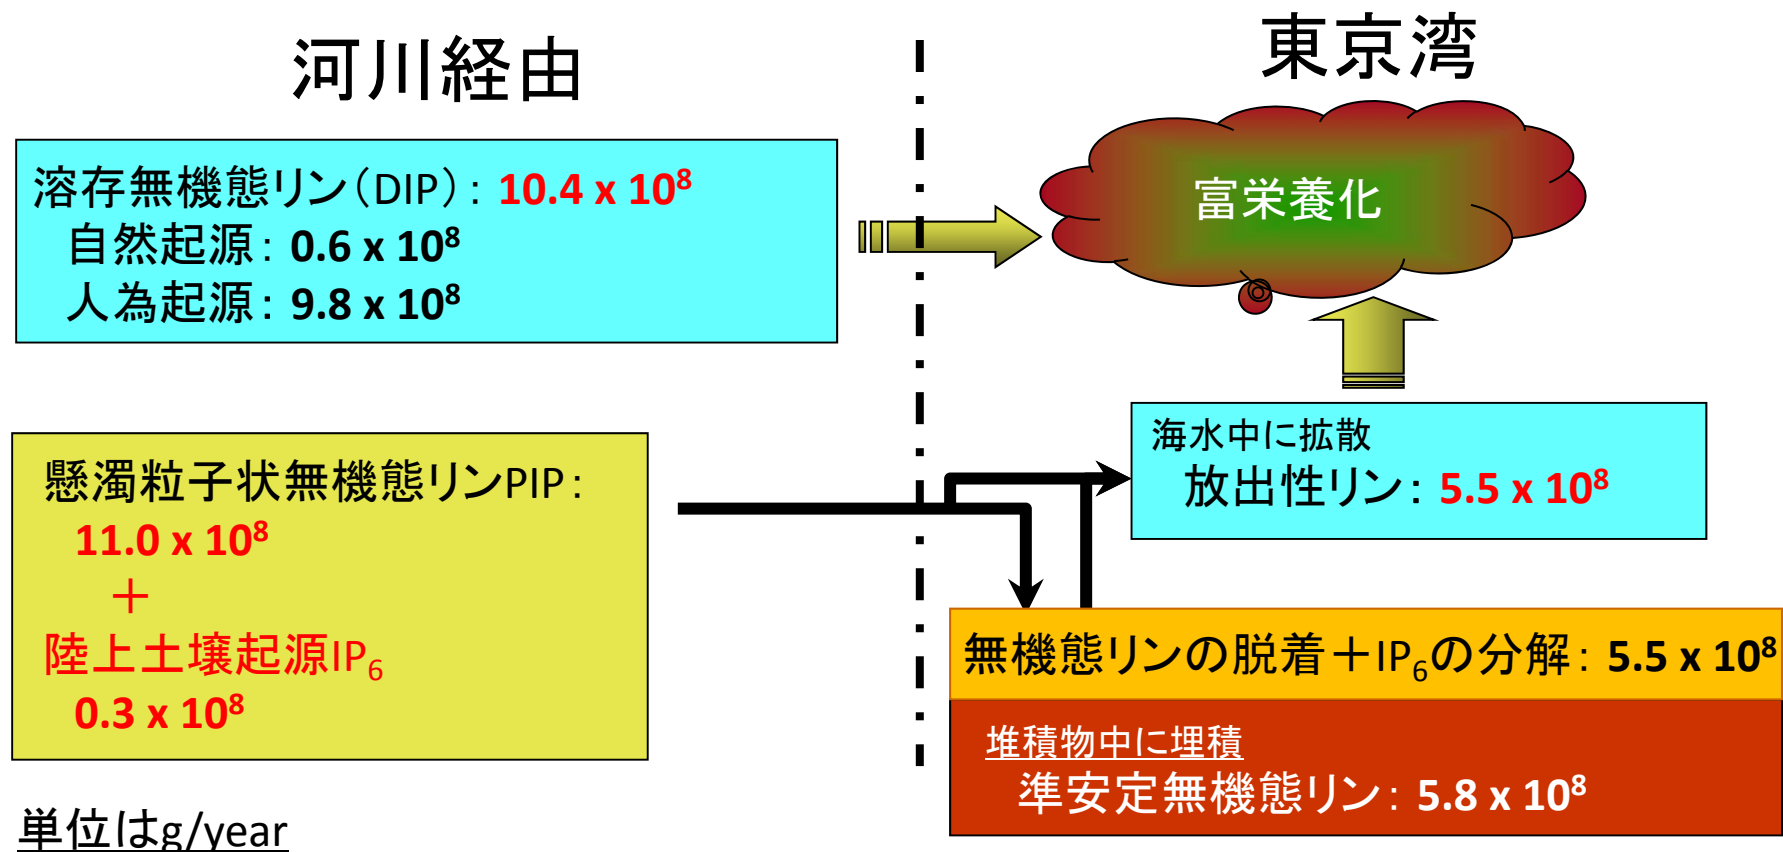 河川経由
東京湾
溶存無機態リン（DIP）: 10.4 x 10⁸
自然起源: 0.6 x 10⁸
人為起源: 9.8 x 10⁸
富栄養化
懸濁粒子状無機態リンPIP:
11.0 x 10⁸
＋
陸上土壌起源IP₆
0.3 x 10⁸
海水中に拡散
放出性リン: 5.5 x 10⁸
無機態リンの脱着＋IP₆の分解: 5.5 x 10⁸
堆積物中に埋積
準安定無機態リン: 5.8 x 10⁸
単位はg/year